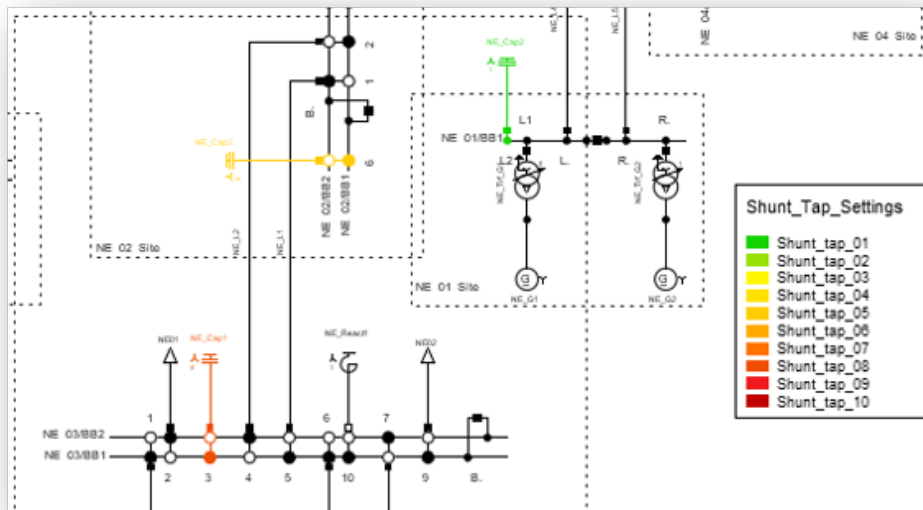 NE_Cap2
NE 04 Site
2
1
B.
NE_Cap3
6
NE 02/BB2
NE 02/BB1
NE 02 Site
NE_L2
NE_L1
L1
R.
NE 01/BB1
L2
L.
R.
NE_Trf_G1
NE_Trf_G2
G
G
NE 01 Site
NE_G1
NE_G2
Shunt_Tap_Settings
Shunt_tap_01
Shunt_tap_02
Shunt_tap_03
Shunt_tap_04
Shunt_tap_05
Shunt_tap_06
Shunt_tap_07
Shunt_tap_08
Shunt_tap_09
Shunt_tap_10
NE01
NE_Cap1
NE_React1
NE02
1
6
7
NE 03/BB2
NE 03/BB1
2
3
4
5
10
9
B.